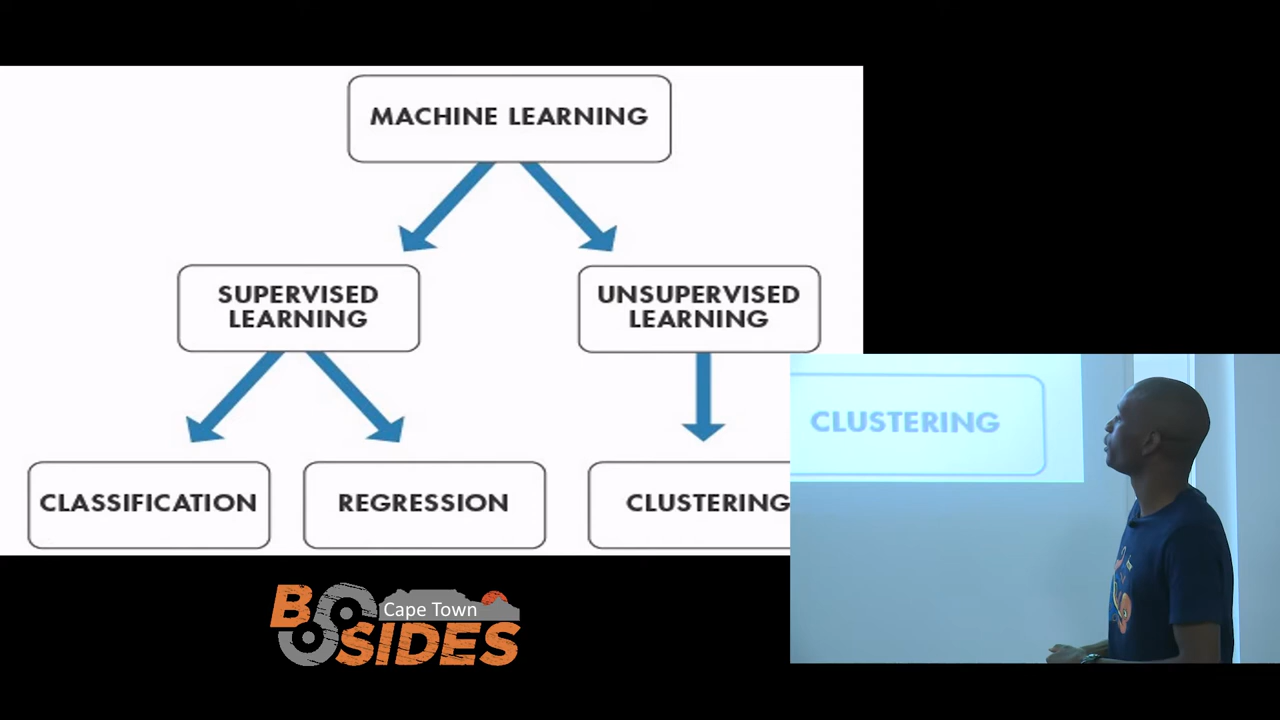 MACHINE LEARNING
SUPERVISED
LEARNING
UNSUPERVISED
LEARNING
CLASSIFICATION
REGRESSION
CLUSTERING
CLUSTERING
Cape Town
BSIDES